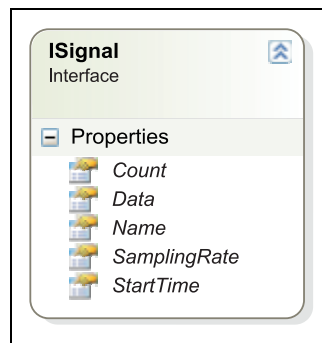 ISignal
Interface
Properties
Count
Data
Name
SamplingRate
StartTime